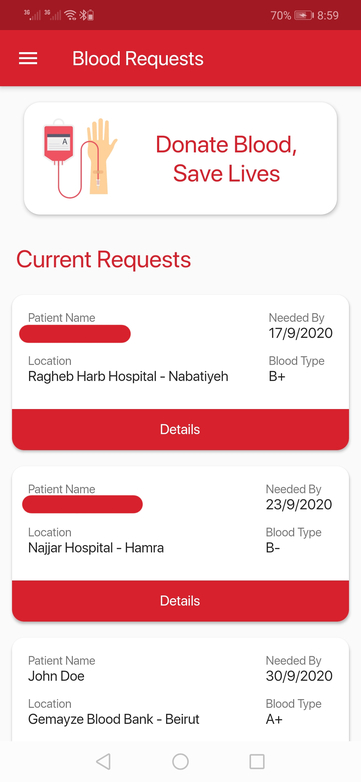 3G 3G 70% 8:59
Blood Requests
A
Donate Blood,
Save Lives
Current Requests
Patient Name Needed By
17/9/2020
Location Blood Type
Ragheb Harb Hospital - Nabatiyeh B+
Details
Patient Name Needed By
23/9/2020
Location Blood Type
Najjar Hospital - Hamra B-
Details
Patient Name Needed By
John Doe 30/9/2020
Location Blood Type
Gemayze Blood Bank - Beirut A+